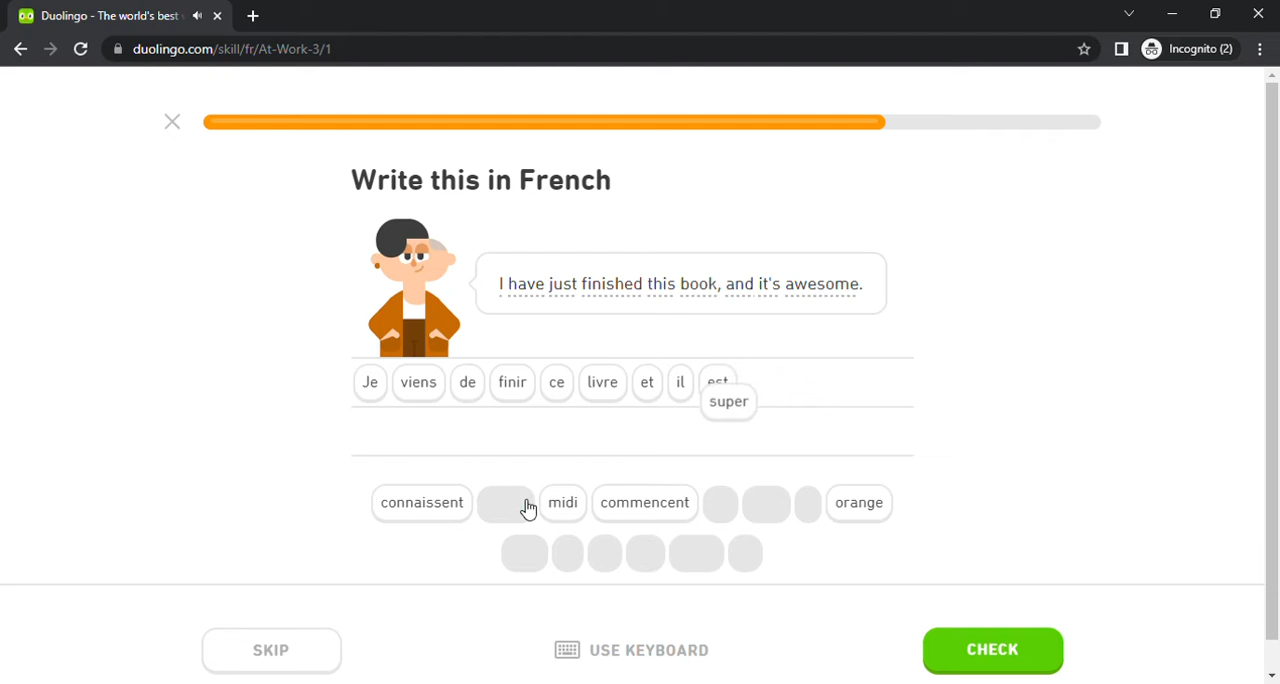 Duolingo - The world's best
duolingo.com/skill/fr/At-Work-3/1
Incognito (2)
Write this in French
I have just finished this book, and it's awesome.
Je viens de finir ce livre et il est
super
connaissent midi commencent orange
SKIP
USE KEYBOARD
CHECK